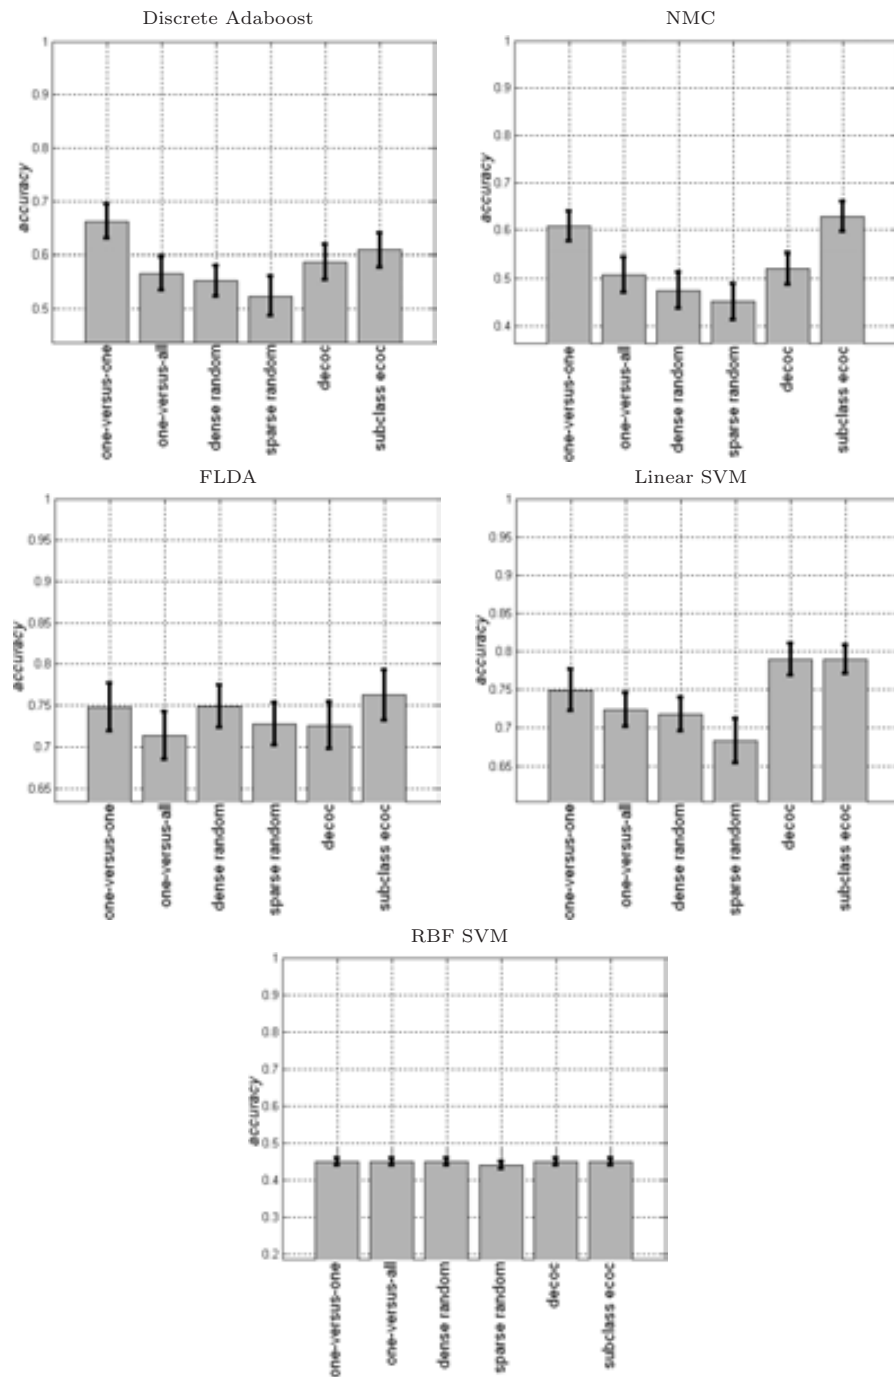 Discrete Adaboost
1
0.9
0.8
0.7
0.6
0.5
accuracy
one-versus-one
one-versus-all
dense random
sparse random
decoc
subclass ecoc
NMC
1
0.9
0.8
0.7
0.6
0.5
0.4
accuracy
one-versus-one
one-versus-all
dense random
sparse random
decoc
subclass ecoc
FLDA
1
0.95
0.9
0.85
0.8
0.75
0.7
0.65
accuracy
one-versus-one
one-versus-all
dense random
sparse random
decoc
subclass ecoc
Linear SVM
1
0.95
0.9
0.85
0.8
0.75
0.7
0.65
accuracy
one-versus-one
one-versus-all
dense random
sparse random
decoc
subclass ecoc
RBF SVM
1
0.9
0.8
0.7
0.6
0.5
0.4
0.3
0.2
accuracy
one-versus-one
one-versus-all
dense random
sparse random
decoc
subclass ecoc